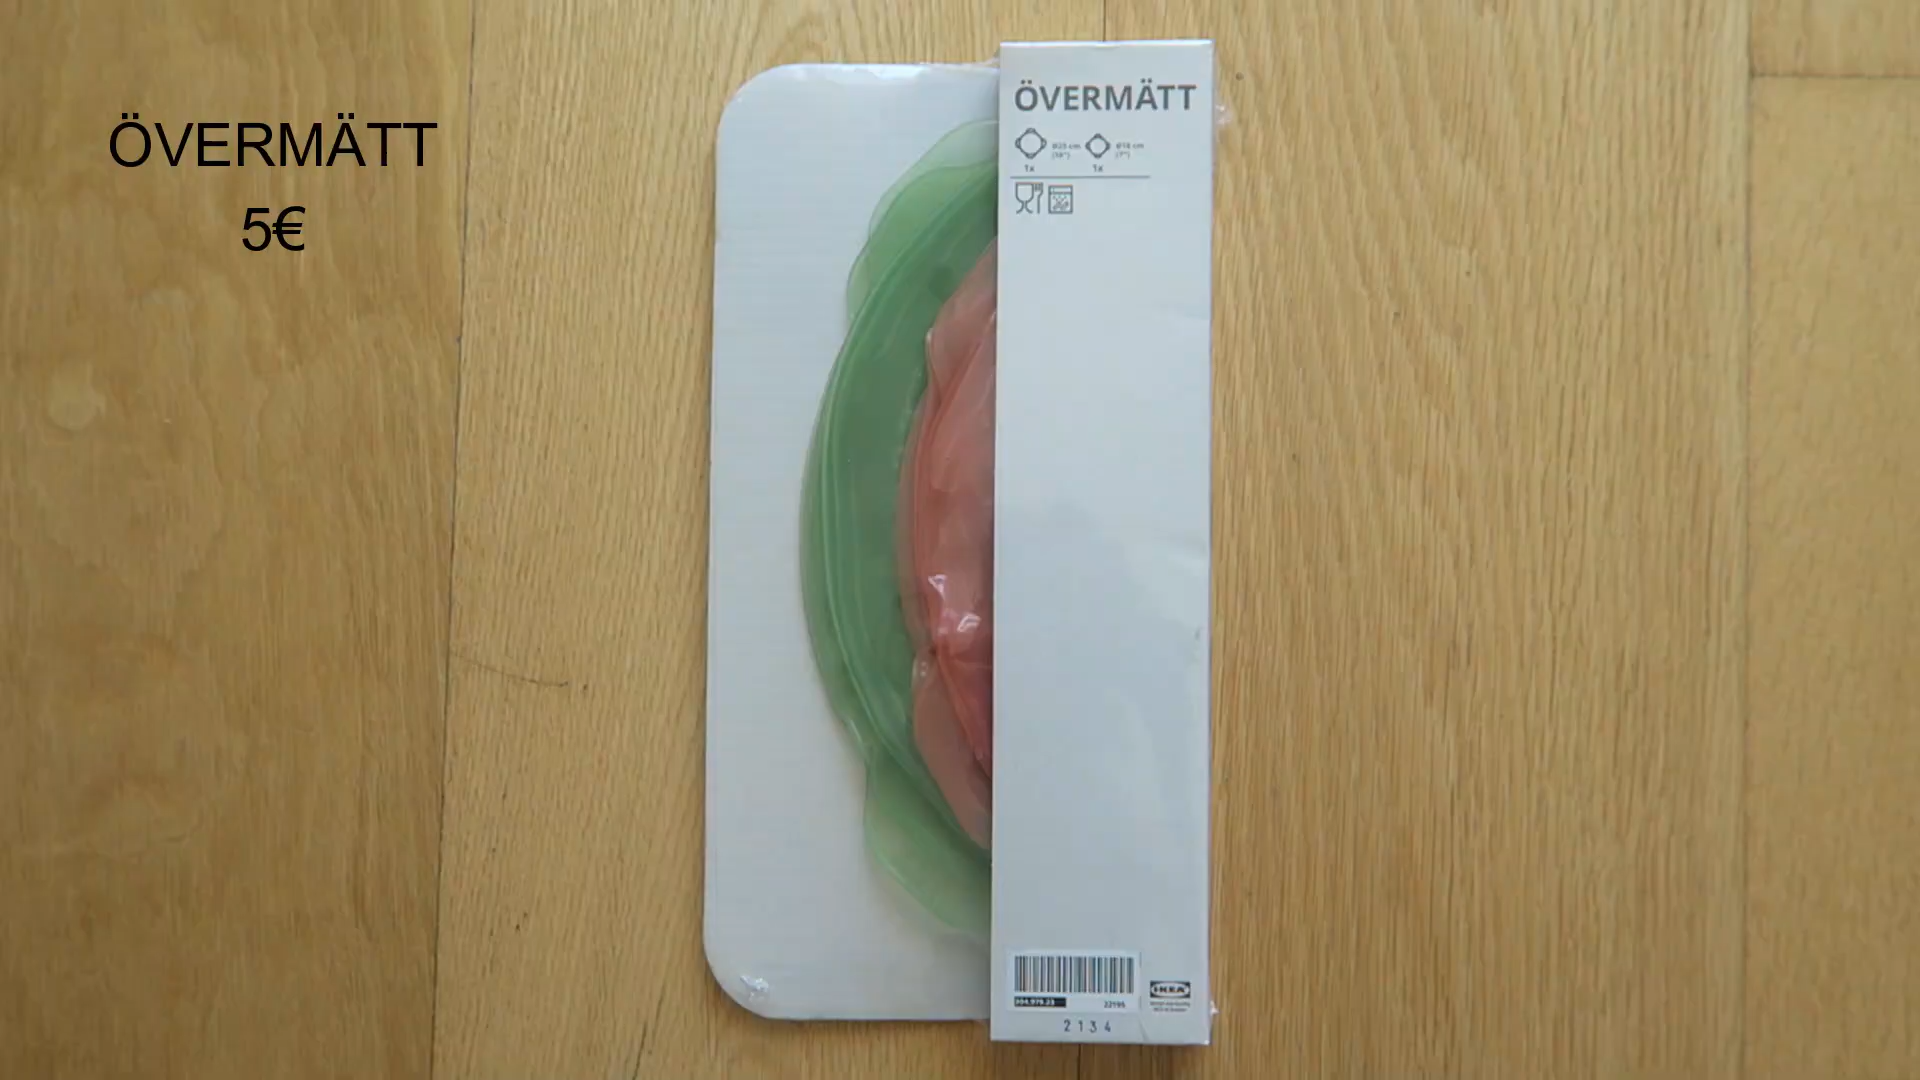 ÖVERMÄTT
5€
ÖVERMÄTT
1x 1x
22195
IKEA
2134